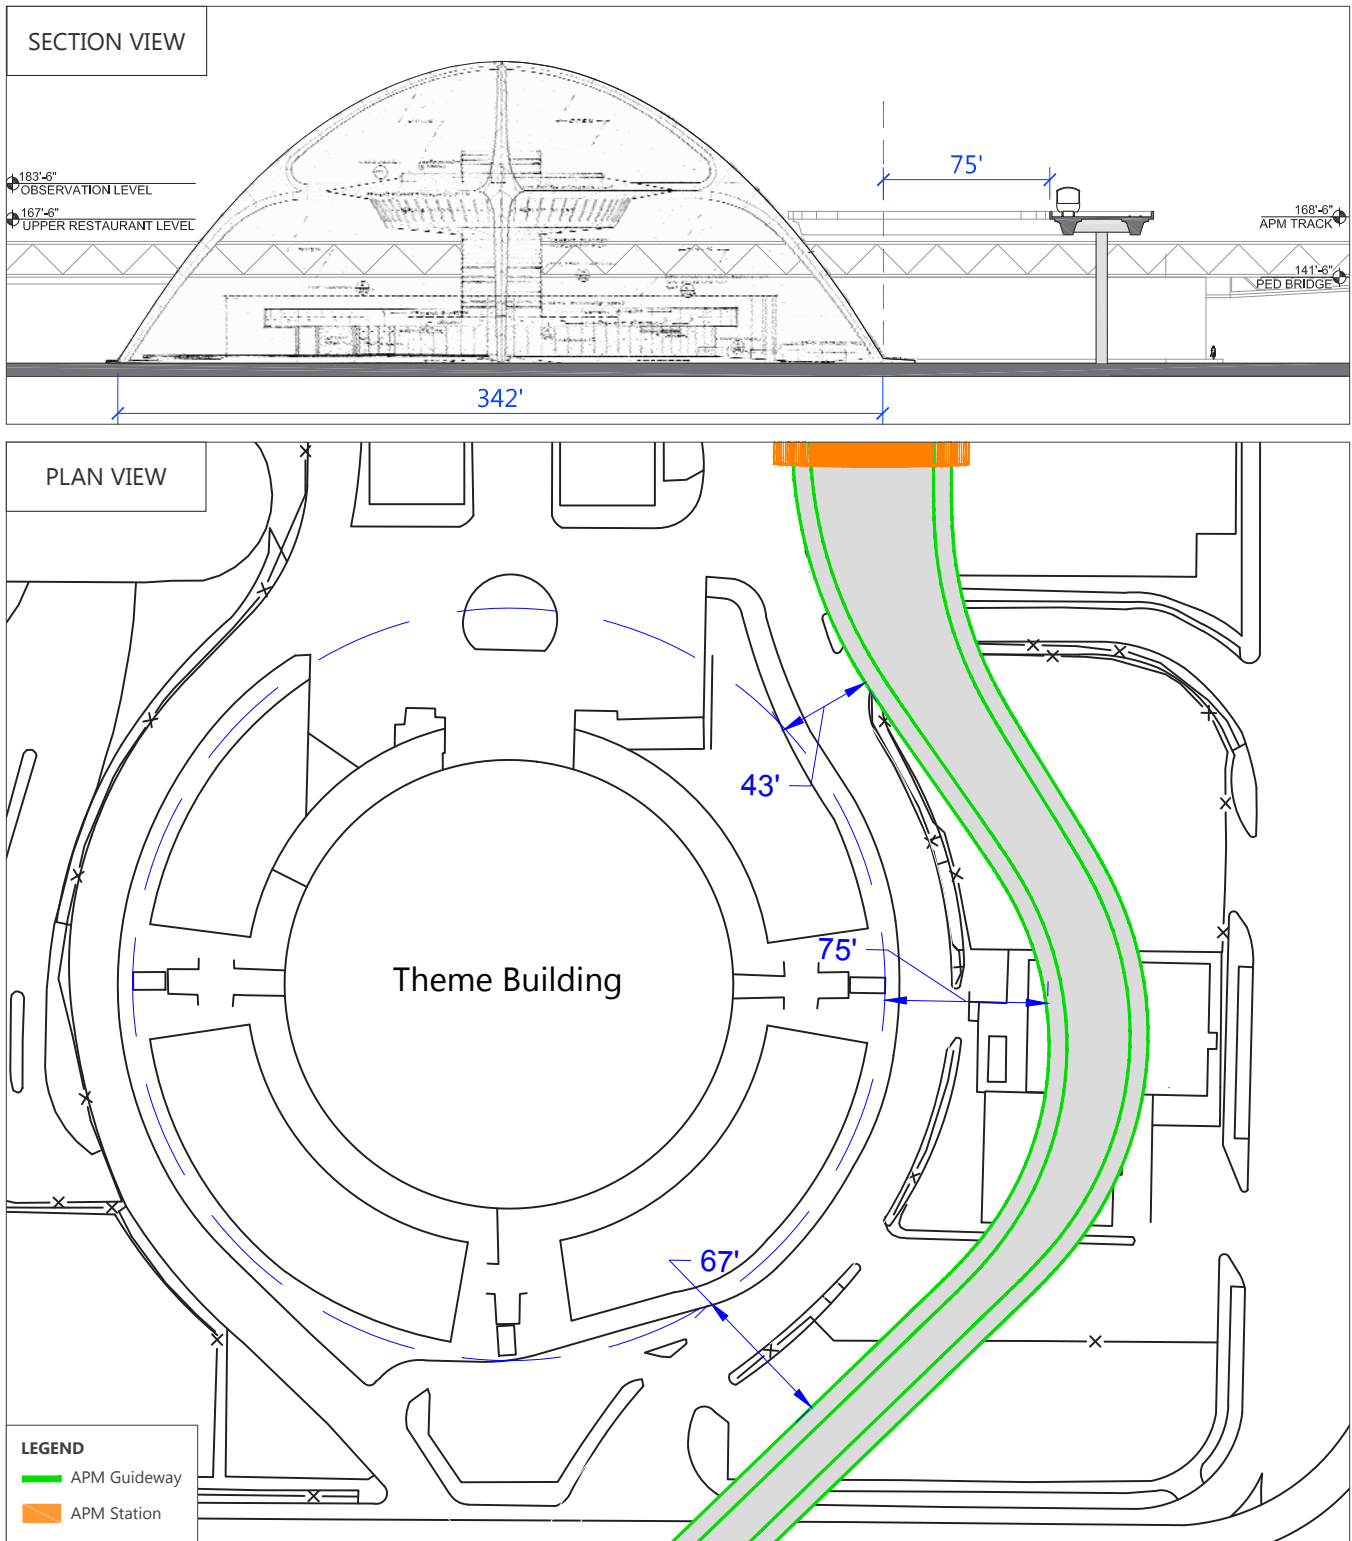 SECTION VIEW
75'
183'-6"
OBSERVATION LEVEL
167'-6"
UPPER RESTAURANT LEVEL
168'-6"
APM TRACK
141'-6"
PED BRIDGE
342'
PLAN VIEW
43'
75'
Theme Building
67'
LEGEND
APM Guideway
APM Station